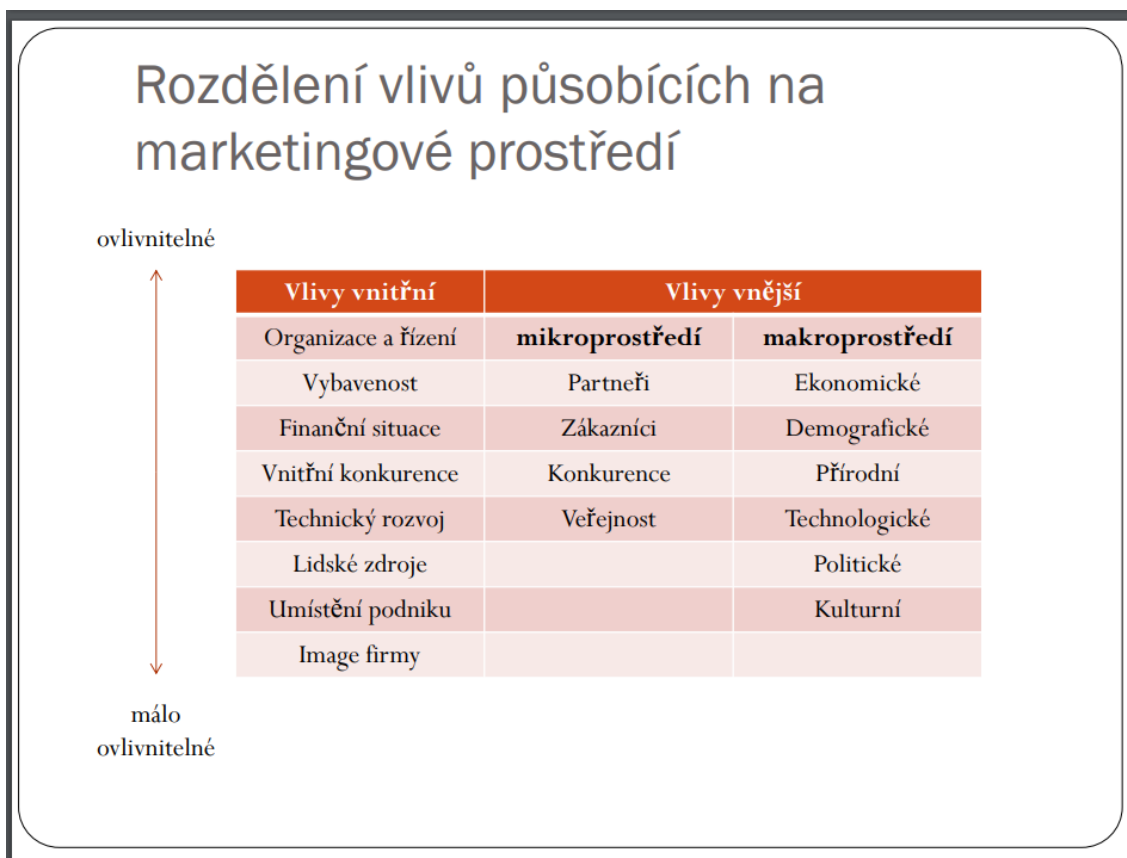 Rozdělení vlivů působících na
marketingové prostředí
ovlivnitelné
Vlivy vnitřní Vlivy vnější
Organizace a řízení mikroprostředí makroprostředí
Vybavenost Partneři Ekonomické
Finanční situace Zákazníci Demografické
Vnitřní konkurence Konkurence Přírodní
Technický rozvoj Veřejnost Technologické
Lidské zdroje Politické
Umístění podniku Kulturní
Image firmy
málo
ovlivnitelné